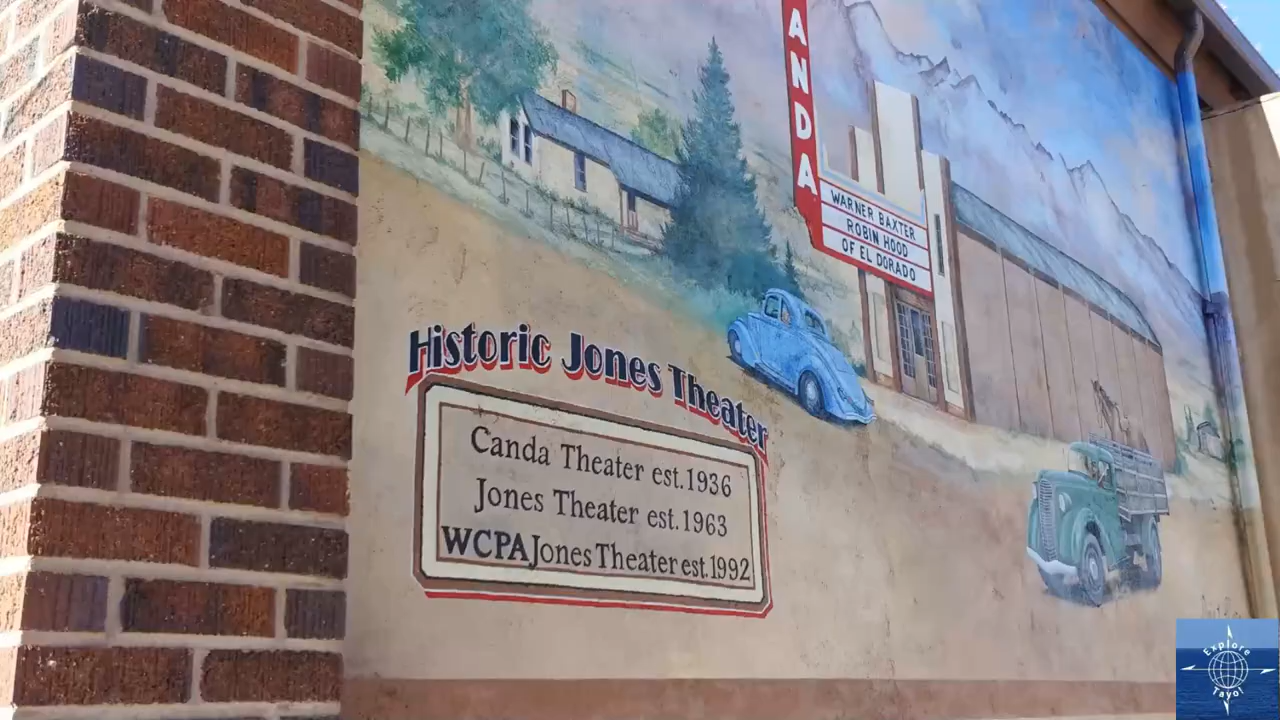 ANDA
WARNER BAXTER
ROBIN HOOD
OF EL DORADO
Historic Jones Theater
Canda Theater est.1936
Jones Theater est.1963
WCPA Jones Theater est.1992
Explore
Tayo!